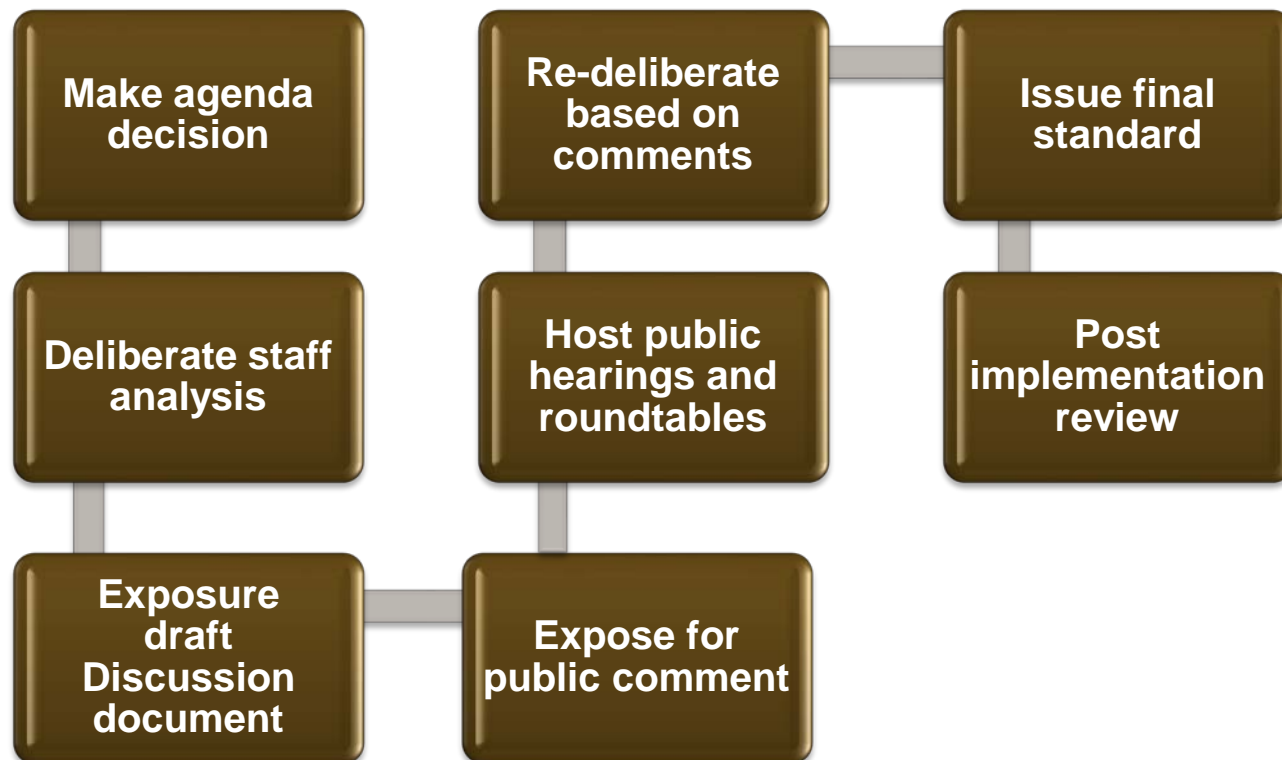 Make agenda
decision
Deliberate staff
analysis
Exposure
draft
Discussion
document
Expose for
public comment
Host public
hearings and
roundtables
Re-deliberate
based on
comments
Issue final
standard
Post
implementation
review